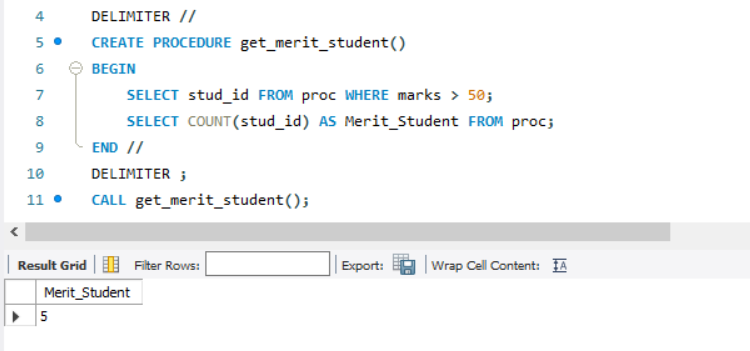 4 DELIMITER //
5 CREATE PROCEDURE get_merit_student()
6 BEGIN
7 SELECT stud_id FROM proc WHERE marks > 50;
8 SELECT COUNT(stud_id) AS Merit_Student FROM proc;
9 END //
10 DELIMITER ;
11 CALL get_merit_student();
Result Grid Filter Rows: Export: Wrap Cell Content: IA
Merit_Student
5